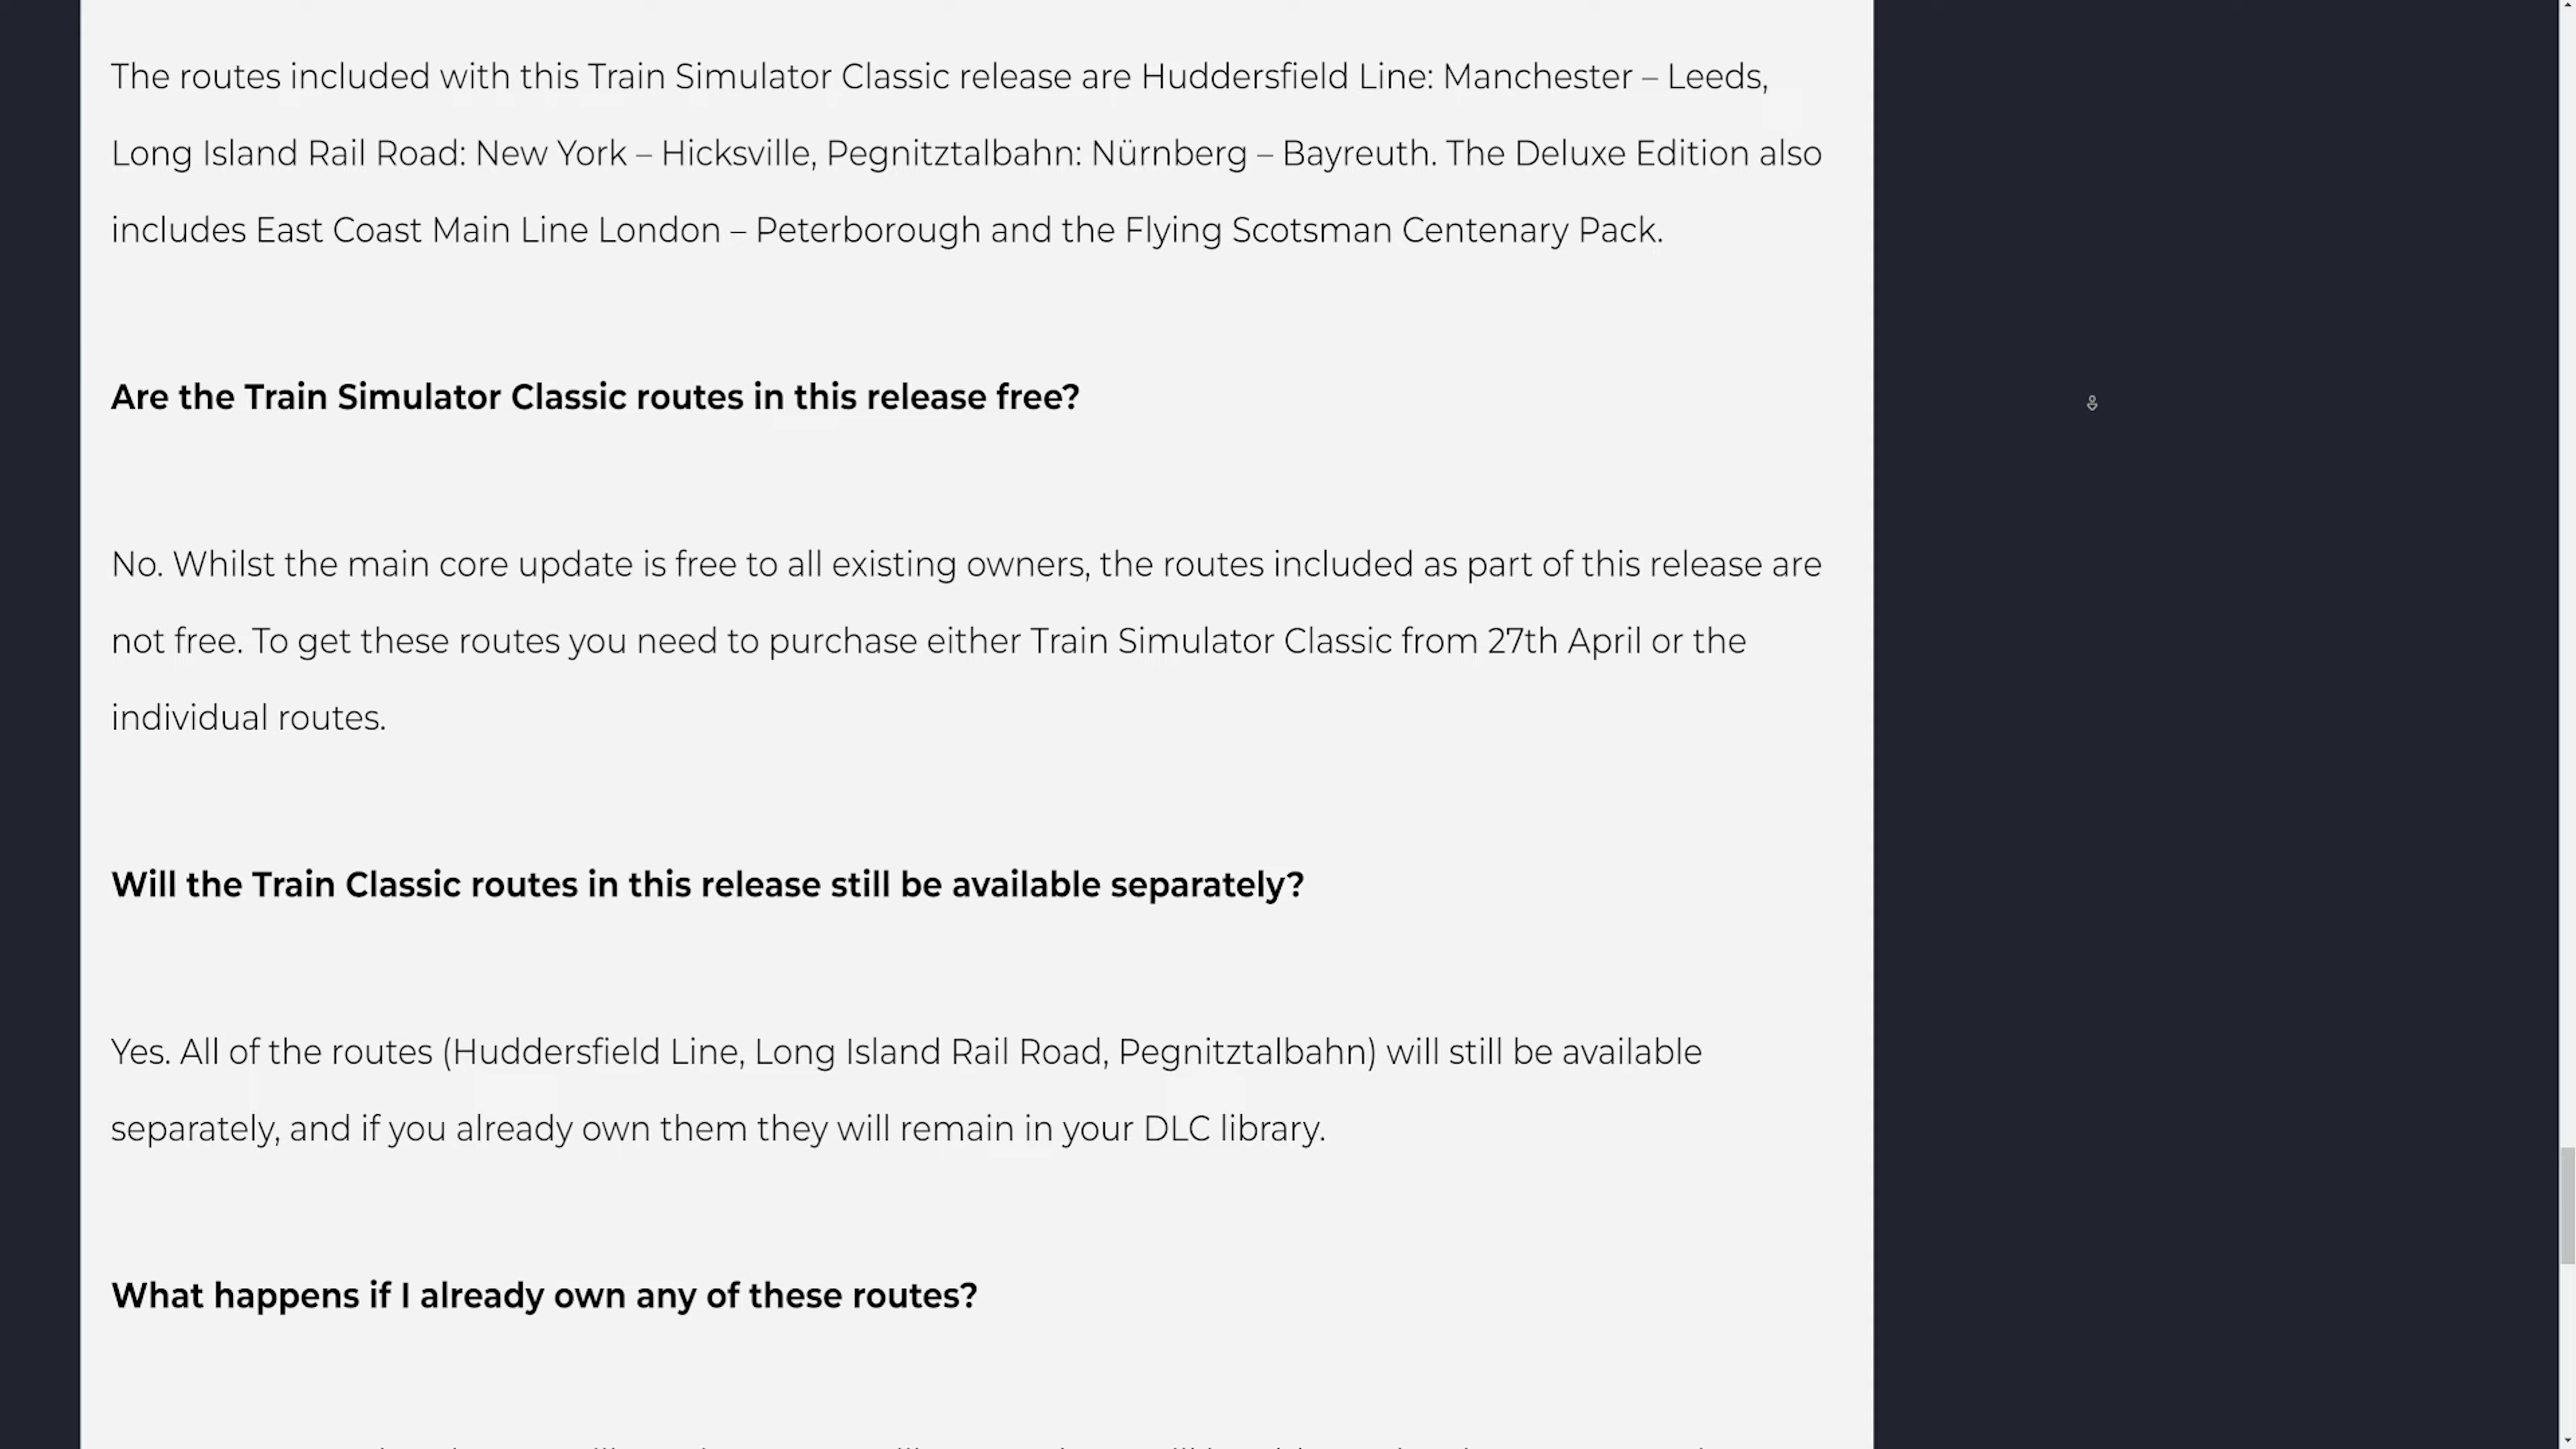 The routes included with this Train Simulator Classic release are Huddersfield Line: Manchester – Leeds,
Long Island Rail Road: New York – Hicksville, Pegnitztalbahn: Nürnberg – Bayreuth. The Deluxe Edition also
includes East Coast Main Line London – Peterborough and the Flying Scotsman Centenary Pack.
Are the Train Simulator Classic routes in this release free?
No. Whilst the main core update is free to all existing owners, the routes included as part of this release are
not free. To get these routes you need to purchase either Train Simulator Classic from 27th April or the
individual routes.
Will the Train Classic routes in this release still be available separately?
Yes. All of the routes (Huddersfield Line, Long Island Rail Road, Pegnitztalbahn) will still be available
separately, and if you already own them they will remain in your DLC library.
What happens if I already own any of these routes?